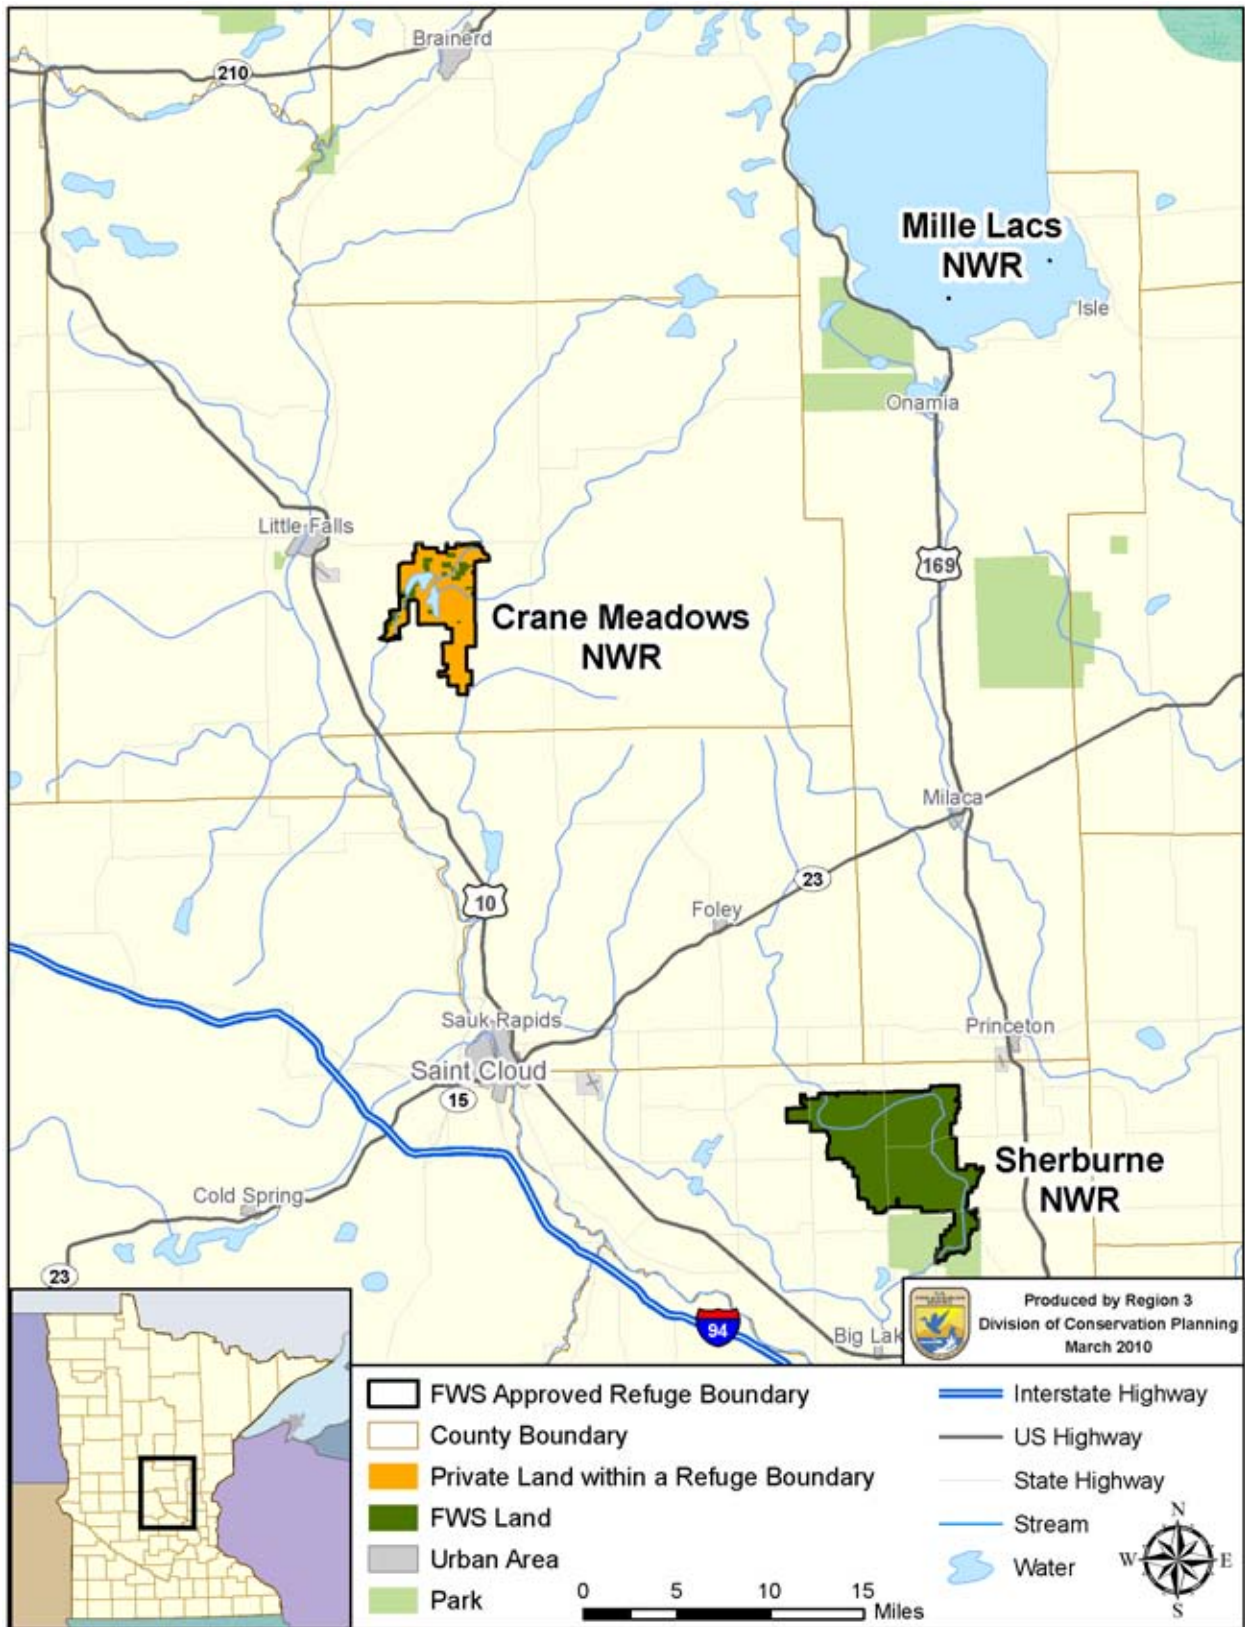 Brainerd
210
Mille Lacs
NWR
Isle
Onamia
Little Falls
169
Crane Meadows
NWR
Milaca
23
10
Foley
Sauk Rapids
Princeton
Saint Cloud
15
Sherburne
NWR
Cold Spring
23
94
Big Lak
Produced by Region 3
Division of Conservation Planning
March 2010
FWS Approved Refuge Boundary
County Boundary
Private Land within a Refuge Boundary
FWS Land
Urban Area
Park
0 5 10 15
Miles
Interstate Highway
US Highway
State Highway
Stream
Water
N
W E
S